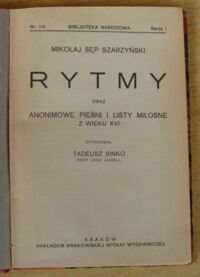 Nr. 118 BIBLJOTEKA NARODOWA Serja I
MIKOŁAJ SĘP SZARZYŃSKI
RYTMY
ORAZ
ANONIMOWE PIEŚNI I LISTY MIŁOSNE
Z WIEKU XVI
OPRACOWAŁ
TADEUSZ SINKO
PROF. UNIW. JAGIELL.
KRAKÓW
NAKŁADEM KRAKOWSKIEJ SPÓŁKI WYDAWNICZEJ